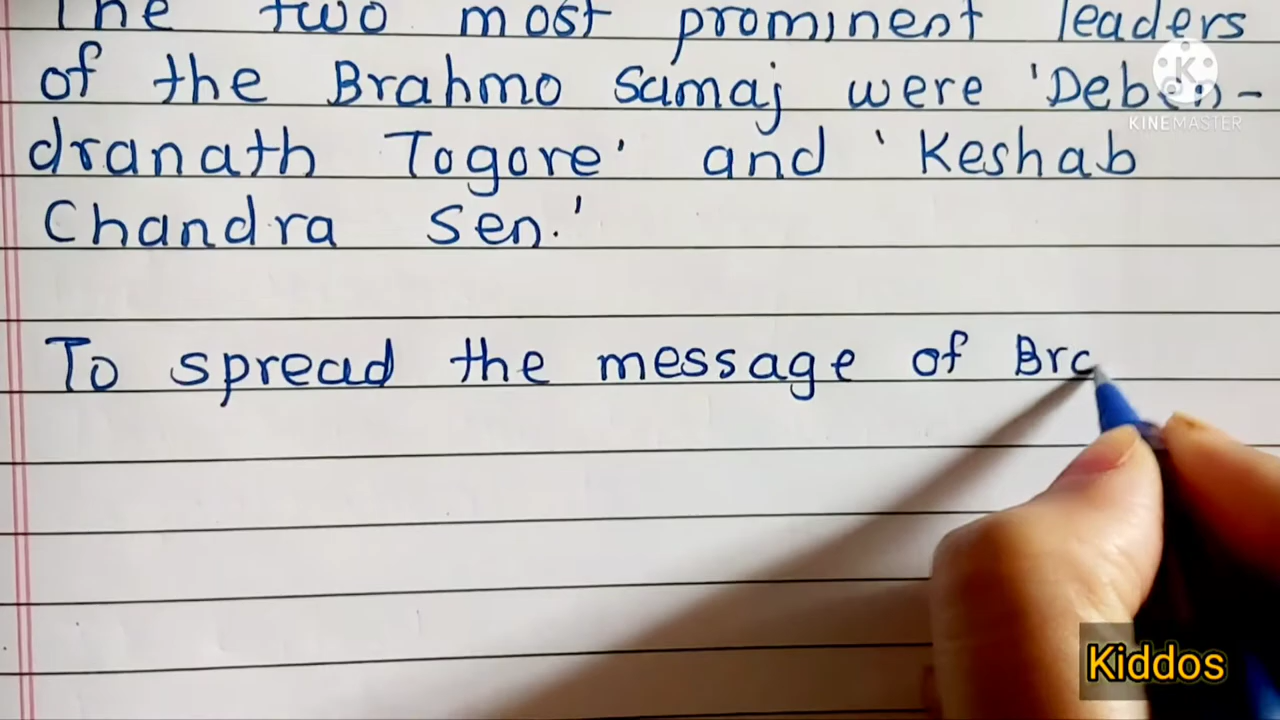 The two most prominent leaders
of the Brahmo Samaj were 'Deben-
dranath Togore' and 'Keshab
Chandra Sen.'
To spread the message of Bra
K
KINEMASTER
Kiddos